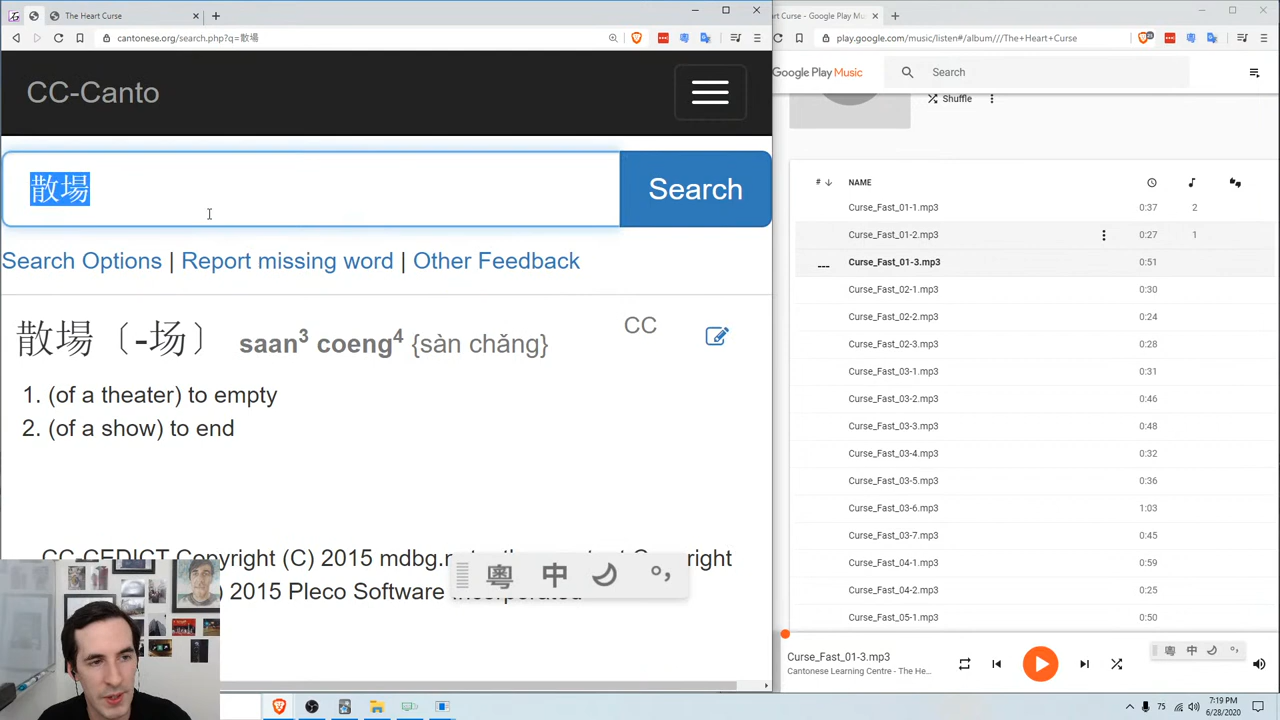 The Heart Curse
cantonese.org/search.php?q=散場
CC-Canto
散場
Search
Search Options | Report missing word | Other Feedback
散場〔-场〕 saan3 coeng4 {sàn chǎng}
CC
1. (of a theater) to empty
2. (of a show) to end
CC-CEDICT Copyright (C) 2015 mdbg.n
right
2015 Pleco Software
粵 中
Curse - Google Play Music
play.google.com/music/listen#/album///The+Heart+Curse
Google Play Music
Search
Shuffle
# NAME
Curse_Fast_01-1.mp3 0:37 2
Curse_Fast_01-2.mp3 0:27 1
Curse_Fast_01-3.mp3 0:51
Curse_Fast_02-1.mp3 0:30
Curse_Fast_02-2.mp3 0:24
Curse_Fast_02-3.mp3 0:28
Curse_Fast_03-1.mp3 0:31
Curse_Fast_03-2.mp3 0:46
Curse_Fast_03-3.mp3 0:48
Curse_Fast_03-4.mp3 0:32
Curse_Fast_03-5.mp3 0:36
Curse_Fast_03-6.mp3 1:03
Curse_Fast_03-7.mp3 0:45
Curse_Fast_04-1.mp3 0:59
Curse_Fast_04-2.mp3 0:25
Curse_Fast_05-1.mp3 0:50
Curse_Fast_01-3.mp3
Cantonese Learning Centre - The He...
粵 中
75
7:19 PM
6/28/2020